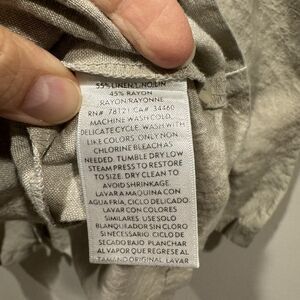 55% LINEN/LINO/LIN
45% RAYON
/RAYON/RAYONNE
RN# 78121 CA# 34460
MACHINE WASH COLD,
DELICATE CYCLE. WASH WITH
LIKE COLORS. ONLY NON
CHLORINE BLEACH AS
NEEDED. TUMBLE DRY LOW.
STEAM PRESS TO RESTORE
TO SIZE. DRY CLEAN TO
AVOID SHRINKAGE.
LAVAR A MAQUINA CON
AGUA FRIA, CICLO DELICADO.
LAVAR CON COLORES
SIMILARES. USE SOLO
BLANQUEADOR SIN CLORO
SI NECESARIO. CICLO DE
SECADO BAJO. PLANCHAR
AL VAPOR QUE REGRESE AL
TAMANO ORIGINAL. LAVAR